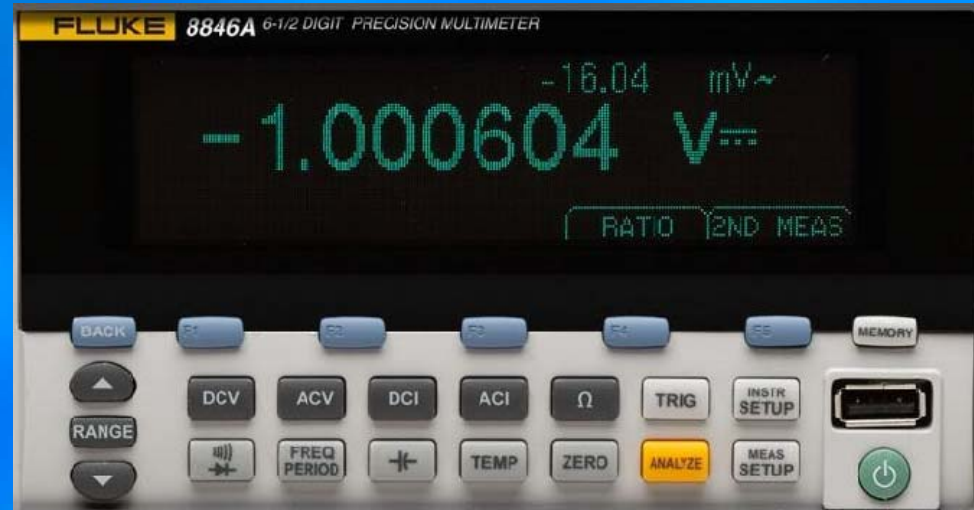 FLUKE 8846A 6-1/2 DIGIT PRECISION MULTIMETER
-16.04 mV~
-1.000604 V⎓
RATIO 2ND MEAS
BACK F1 F2 F3 F4 F5 MEMORY
DCV ACV DCI ACI Ω TRIG INSTR SETUP
RANGE
FREQ PERIOD TEMP ZERO ANALYZE MEAS SETUP